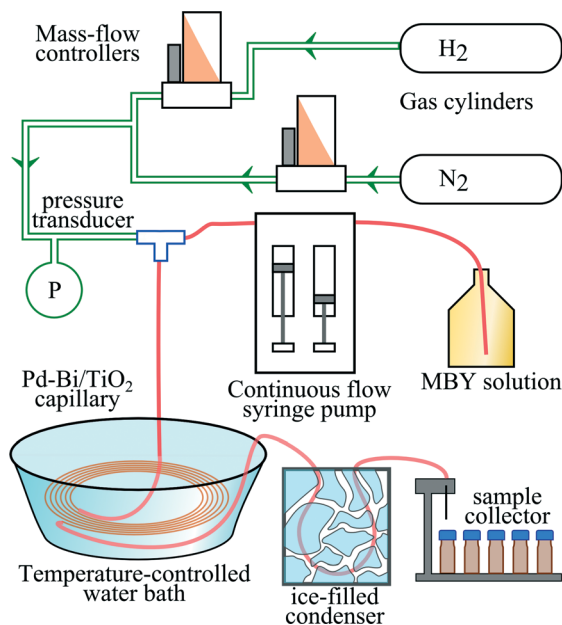 Mass-flow
controllers
H2
Gas cylinders
N2
pressure
transducer
P
Pd-Bi/TiO2
capillary
Continuous flow
syringe pump
MBY solution
sample
collector
Temperature-controlled
water bath
ice-filled
condenser